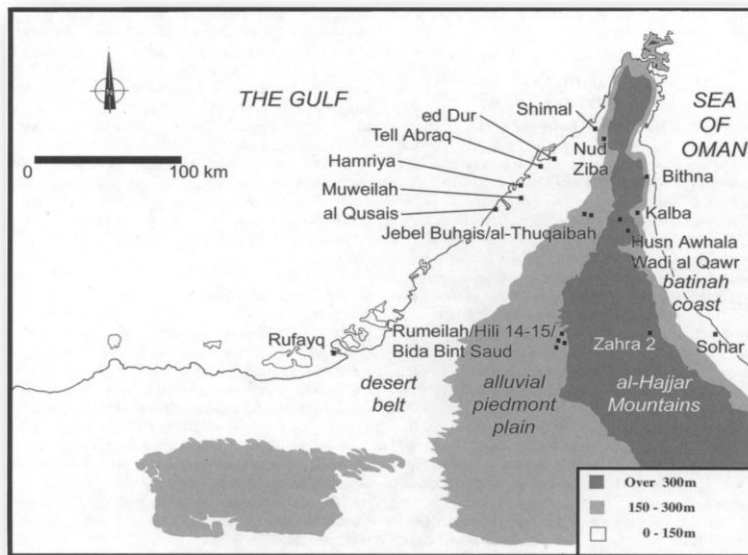 THE GULF
SEA
OF
OMAN
0 100 km
ed Dur
Tell Abraq
Hamriya
Muweilah
al Qusais
Shimal
Nud
Ziba
Bithna
Kalba
Jebel Buhais/al-Thuqaibah
Husn Awhala
Wadi al Qawr
batinah
coast
Rufayq
Rumeilah/Hili 14-15/
Bida Bint Saud
Zahra 2
Sohar
desert
belt
alluvial
piedmont
plain
al-Hajjar
Mountains
Over 300m
150 - 300m
0 - 150m